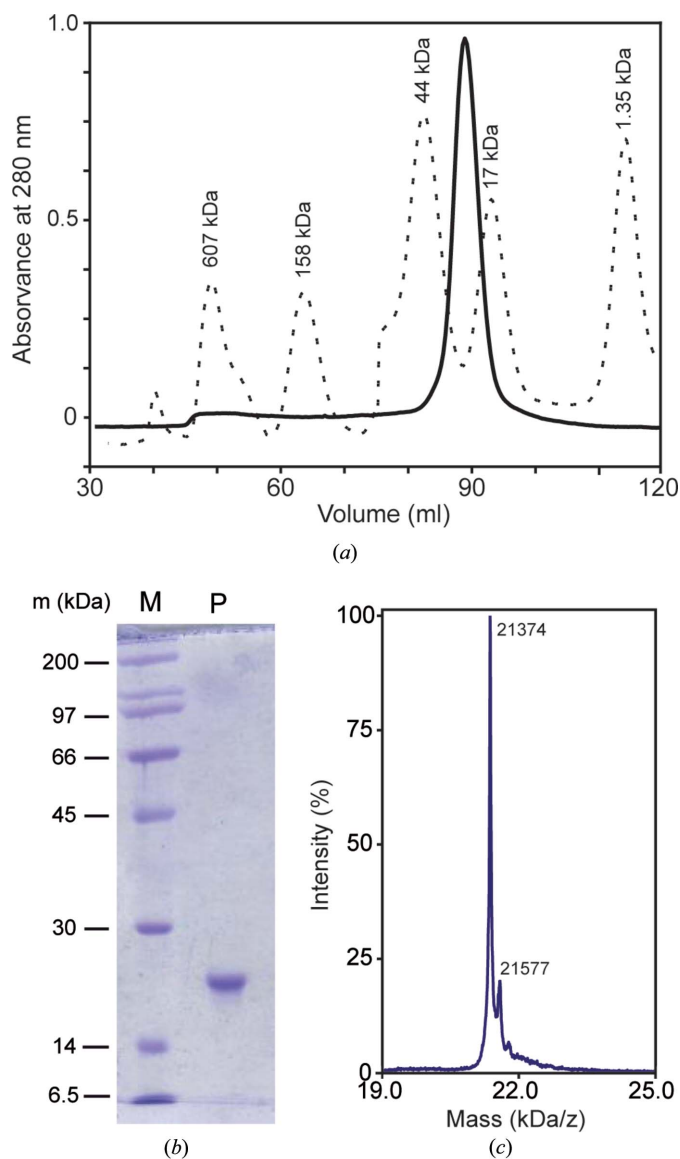 1.0
0.5
0
Absorvance at 280 nm
607 kDa
158 kDa
44 kDa
17 kDa
1.35 kDa
30 60 90 120
Volume (ml)
(a)
m (kDa) M P
200
97
66
45
30
14
6.5
(b)
100
75
50
25
0
Intensity (%)
21374
21577
19.0 22.0 25.0
Mass (kDa/z)
(c)